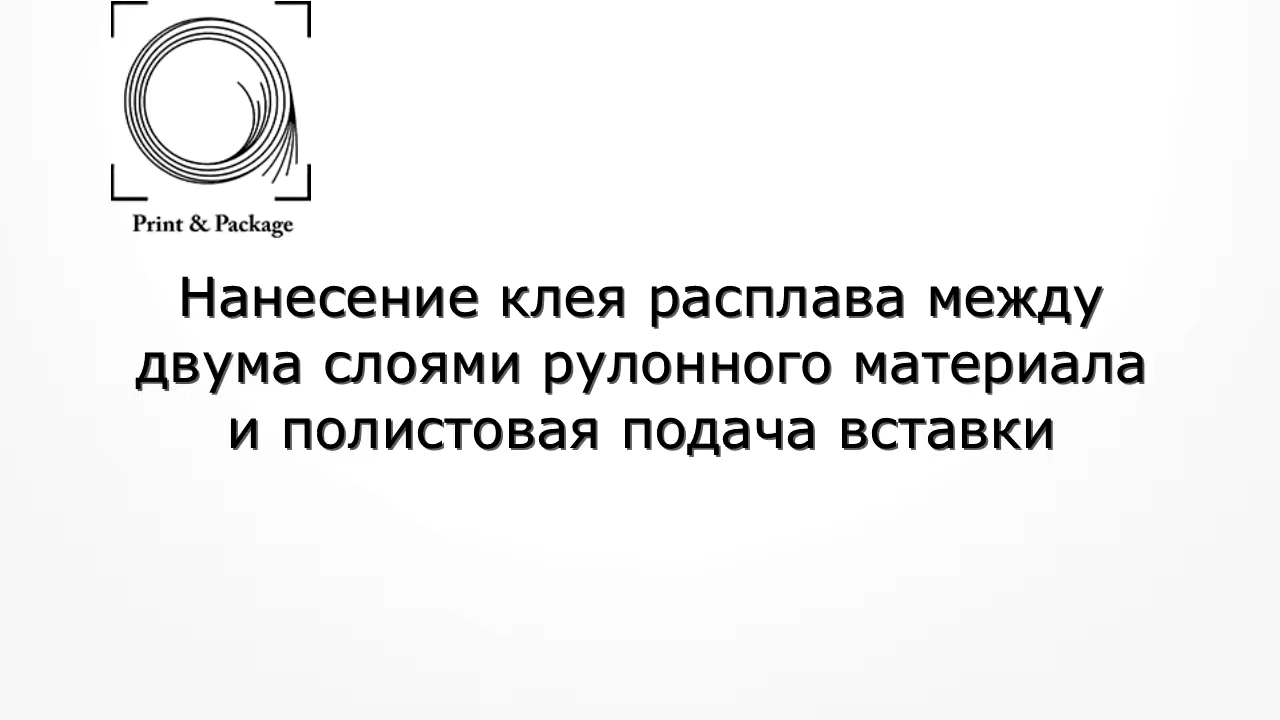 Print & Package
Нанесение клея расплава между
двума слоями рулонного материала
и полистовая подача вставки